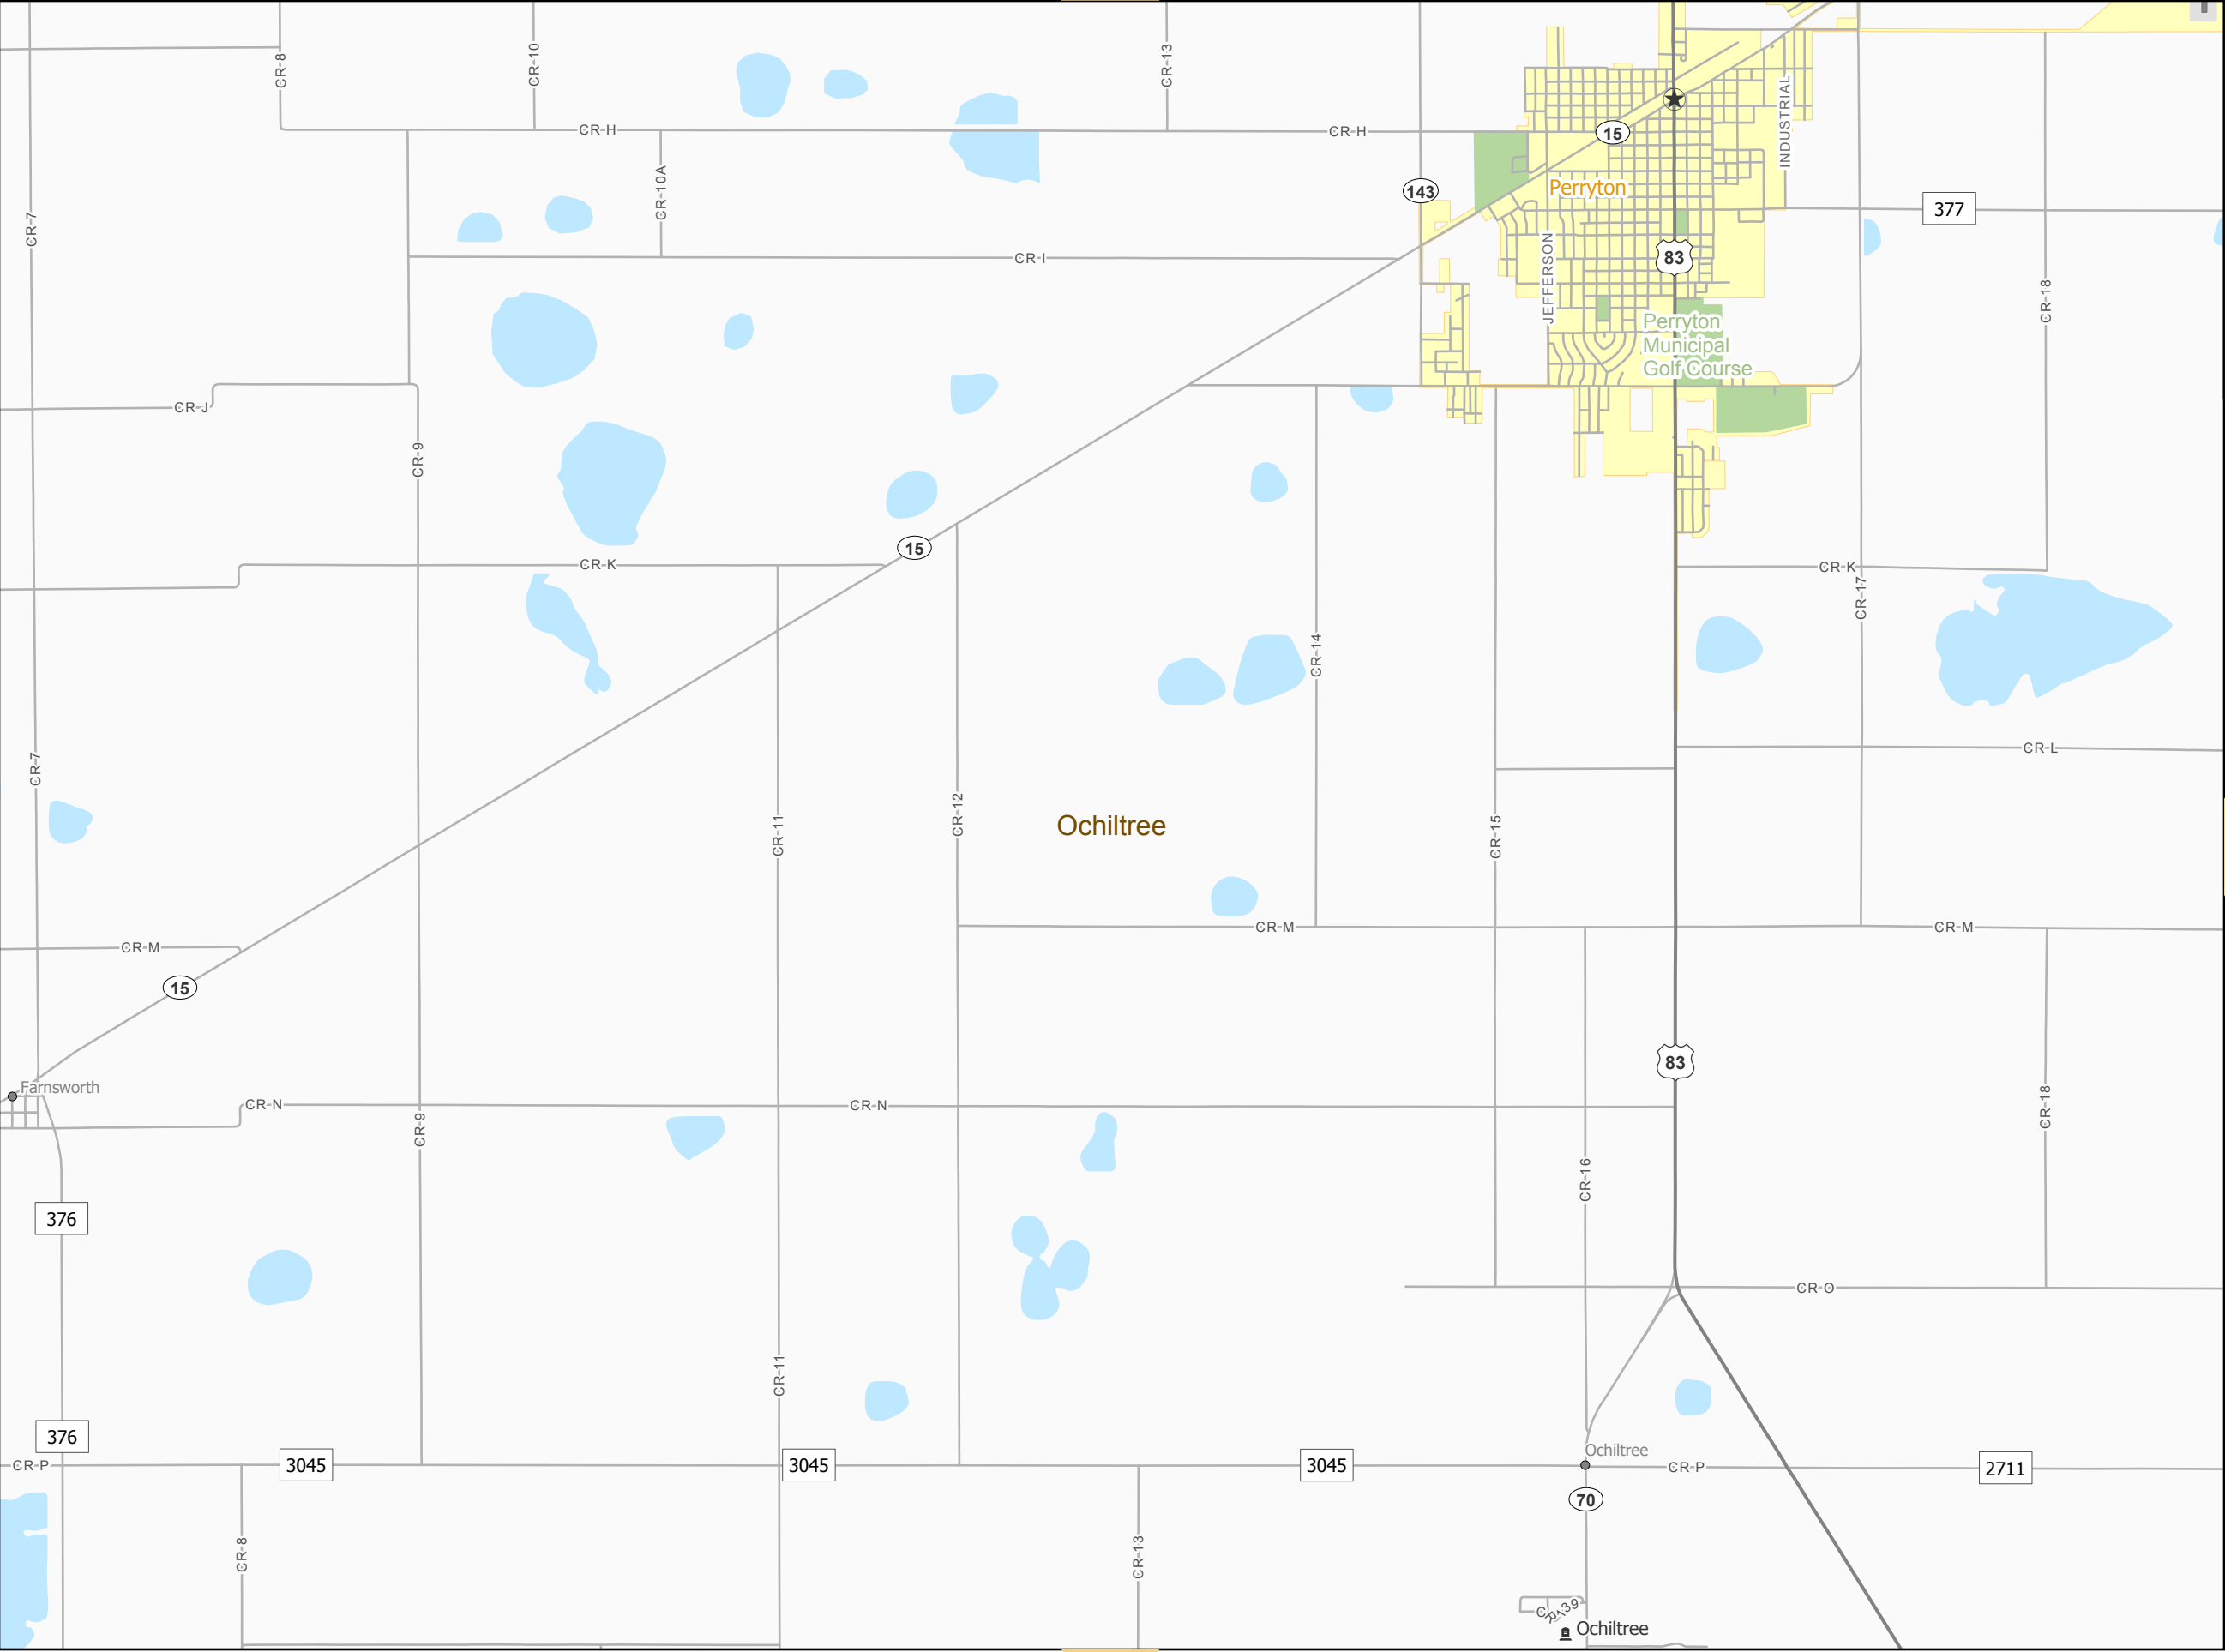 CR-8
CR-10
CR-13
INDUSTRIAL
CR-H
CR-H
15
CR-10A
143
Perryton
377
CR-7
CR-I
JEFFERSON
83
CR-18
Perryton
Municipal
Golf Course
CR-J
CR-9
15
CR-K
CR-K
CR-17
CR-14
CR-L
CR-7
CR-12
Ochiltree
CR-11
CR-15
CR-M
CR-M
CR-M
15
83
Farnsworth
CR-N
CR-N
CR-9
CR-18
CR-16
376
CR-O
CR-11
376
Ochiltree
CR-P
3045
3045
3045
CR-P
2711
70
CR-8
CR-13
CR-139
Ochiltree